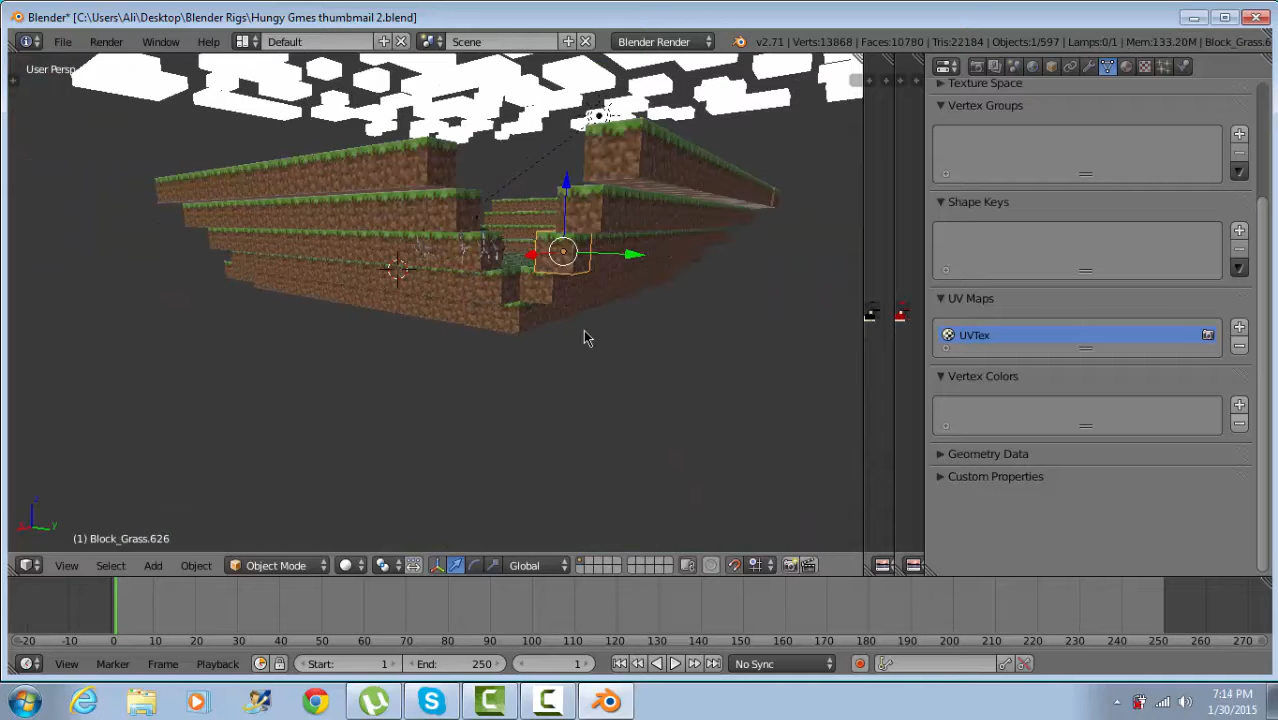 Blender* [C:\Users\Ali\Desktop\Blender Rigs\Hungy Gmes thumbmail 2.blend]
File Render Window Help Default Scene Blender Render v2.71 | Verts:13868 | Faces:10780 | Tris:22184 | Objects:1/597 | Lamps:0/1 | Mem:133.20M | Block_Grass.6
User Persp
Texture Space
Vertex Groups
Shape Keys
UV Maps
UVTex
Vertex Colors
Geometry Data
Custom Properties
z
x y
(1) Block_Grass.626
View Select Add Object Object Mode Global
-20 -10 0 10 20 30 40 50 60 70 80 90 100 110 120 130 140 150 160 170 180 190 200 210 220 230 240 250 260 270
View Marker Frame Playback Start: 1 End: 250 1 No Sync
7:14 PM
1/30/2015